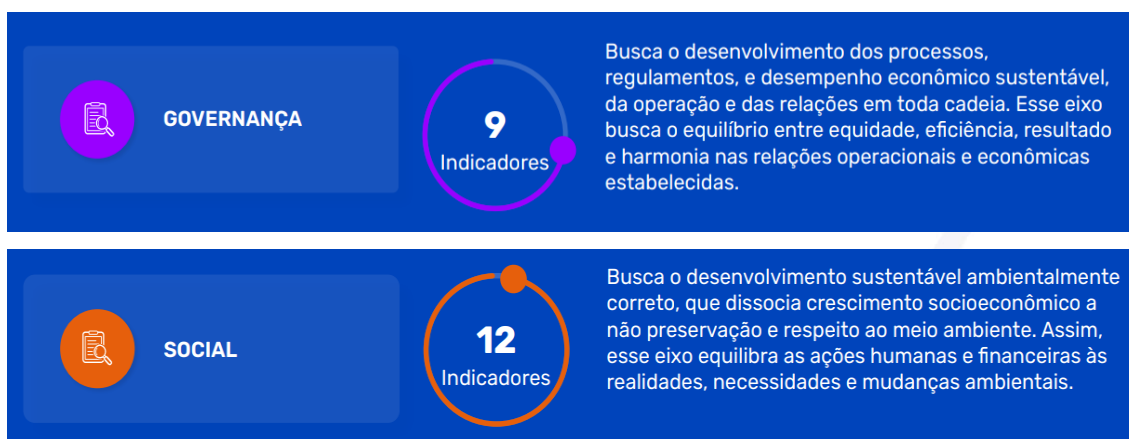 GOVERNANÇA
9
Indicadores
Busca o desenvolvimento dos processos,
regulamentos, e desempenho econômico sustentável,
da operação e das relações em toda cadeia. Esse eixo
busca o equilíbrio entre equidade, eficiência, resultado
e harmonia nas relações operacionais e econômicas
estabelecidas.
SOCIAL
12
Indicadores
Busca o desenvolvimento sustentável ambientalmente
correto, que dissocia crescimento socioeconômico a
não preservação e respeito ao meio ambiente. Assim,
esse eixo equilibra as ações humanas e financeiras às
realidades, necessidades e mudanças ambientais.